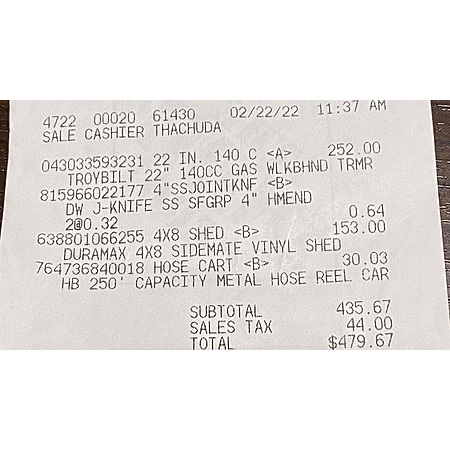 4722 00020 61430 02/22/22 11:37 AM
SALE CASHIER THACHUDA
043033593231 22 IN. 140 C <A> 252.00
TROYBILT 22" 140CC GAS WLKBHND TRMR
815966022177 4"SSJOINTKNF <B>
DW J-KNIFE SS SFGRP 4" HMEND
2@0.32 0.64
638801066255 4X8 SHED <B> 153.00
DURAMAX 4X8 SIDEMATE VINYL SHED
764736840018 HOSE CART <B> 30.03
HB 250' CAPACITY METAL HOSE REEL CAR
SUBTOTAL 435.67
SALES TAX 44.00
TOTAL $479.67